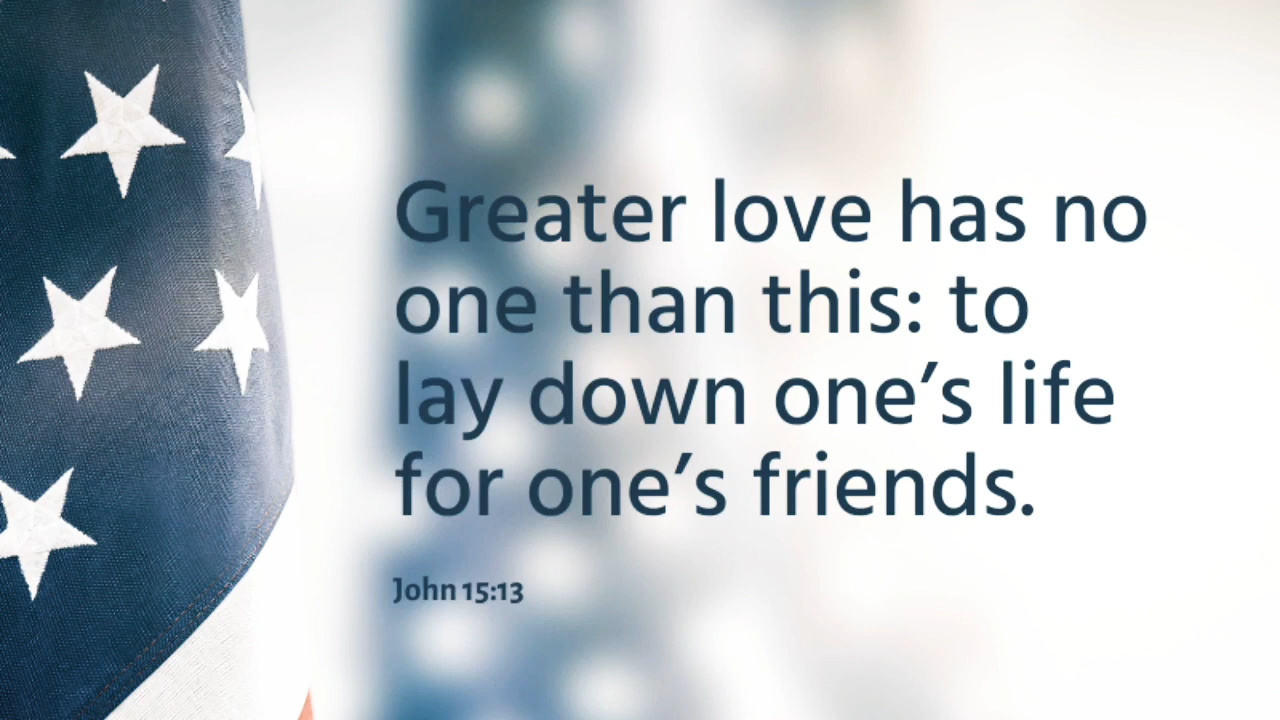 Greater love has no
one than this: to
lay down one’s life
for one’s friends.
John 15:13